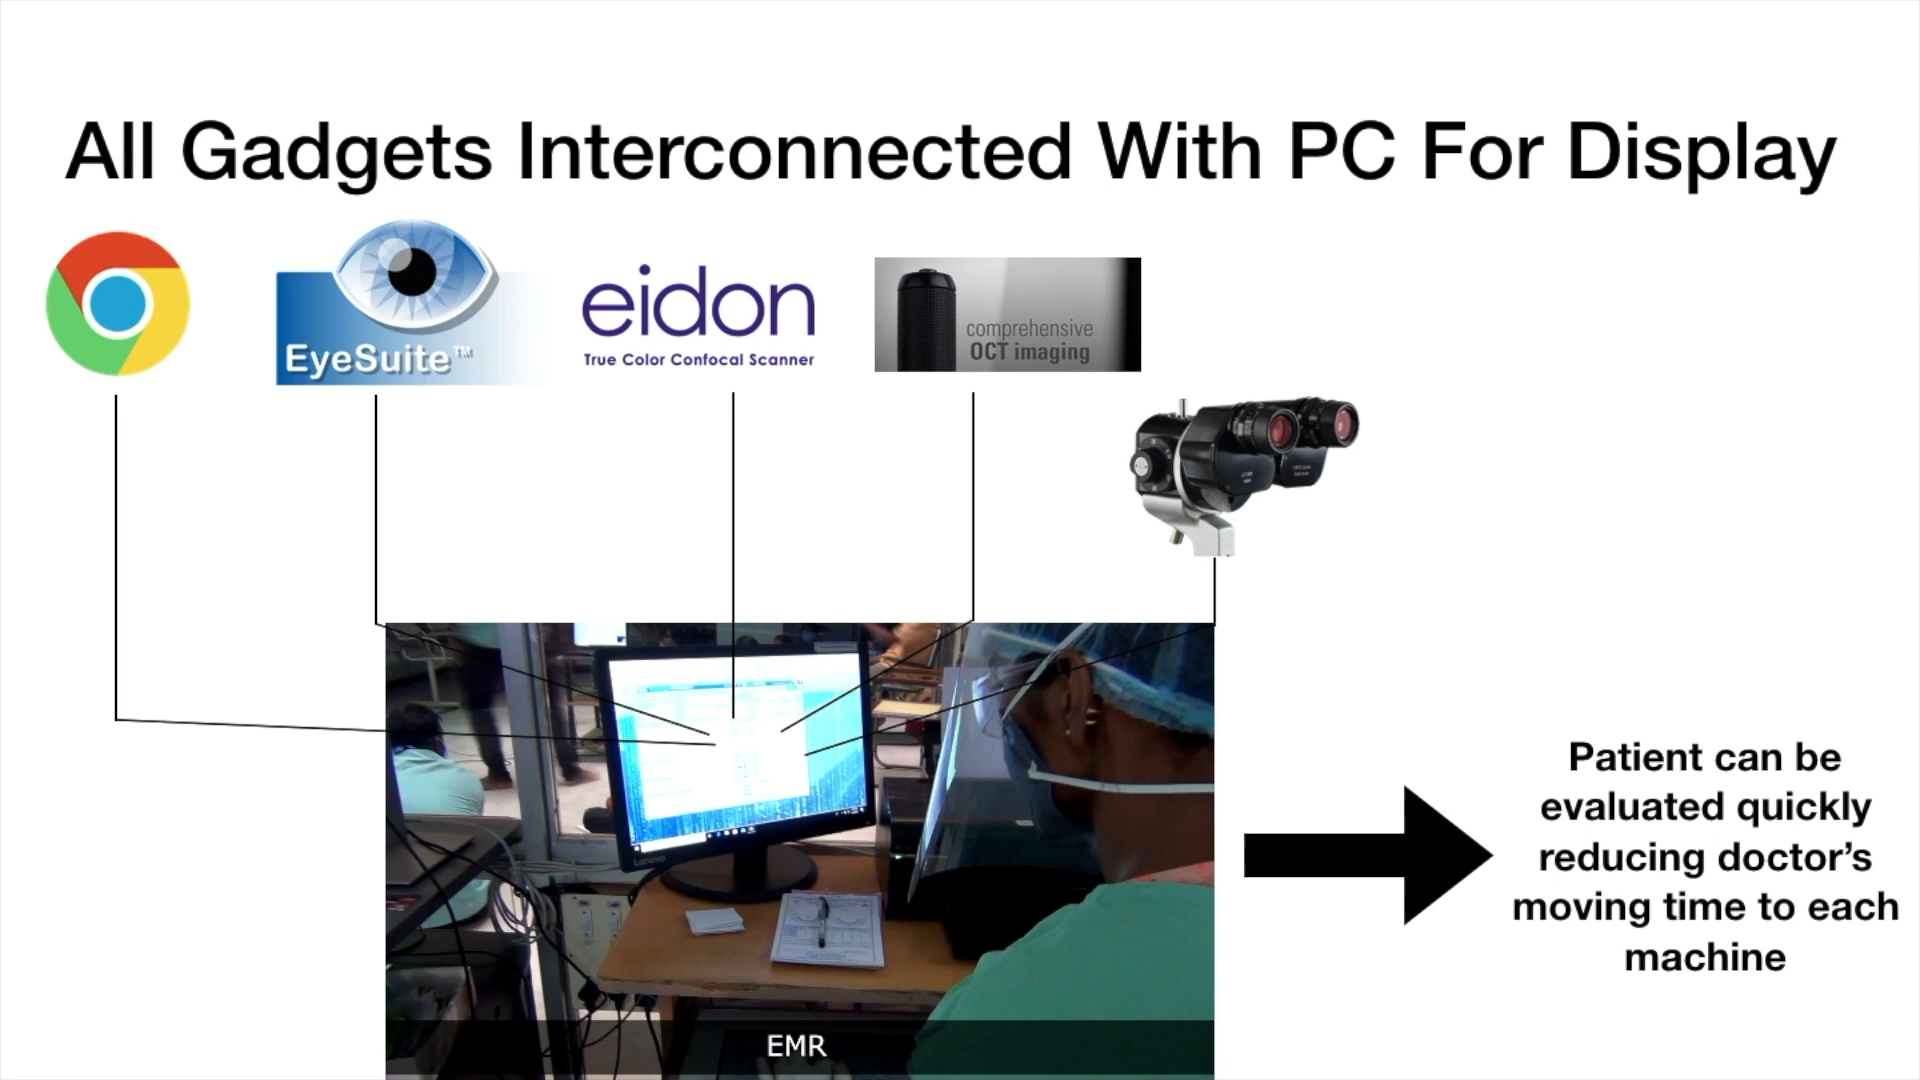 All Gadgets Interconnected With PC For Display
EyeSuite™
eidon
True Color Confocal Scanner
comprehensive
OCT imaging
Lenovo
Patient can be
evaluated quickly
reducing doctor's
moving time to each
machine
EMR